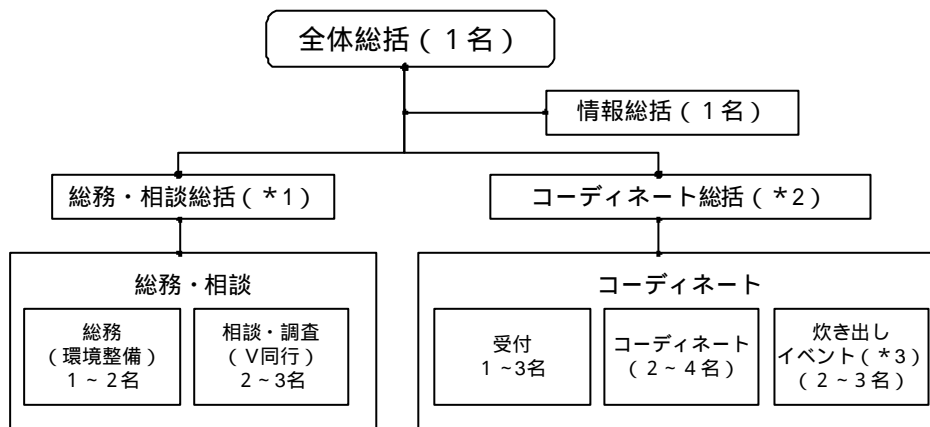 全体総括(1名)
情報総括(1名)
総務・相談総括(*1)
コーディネート総括(*2)
総務・相談
総務
(環境整備)
1~2名
相談・調査
(V同行)
2~3名
コーディネート
受付
1~3名
コーディネート
(2~4名)
炊き出し
イベント(*3)
(2~3名)